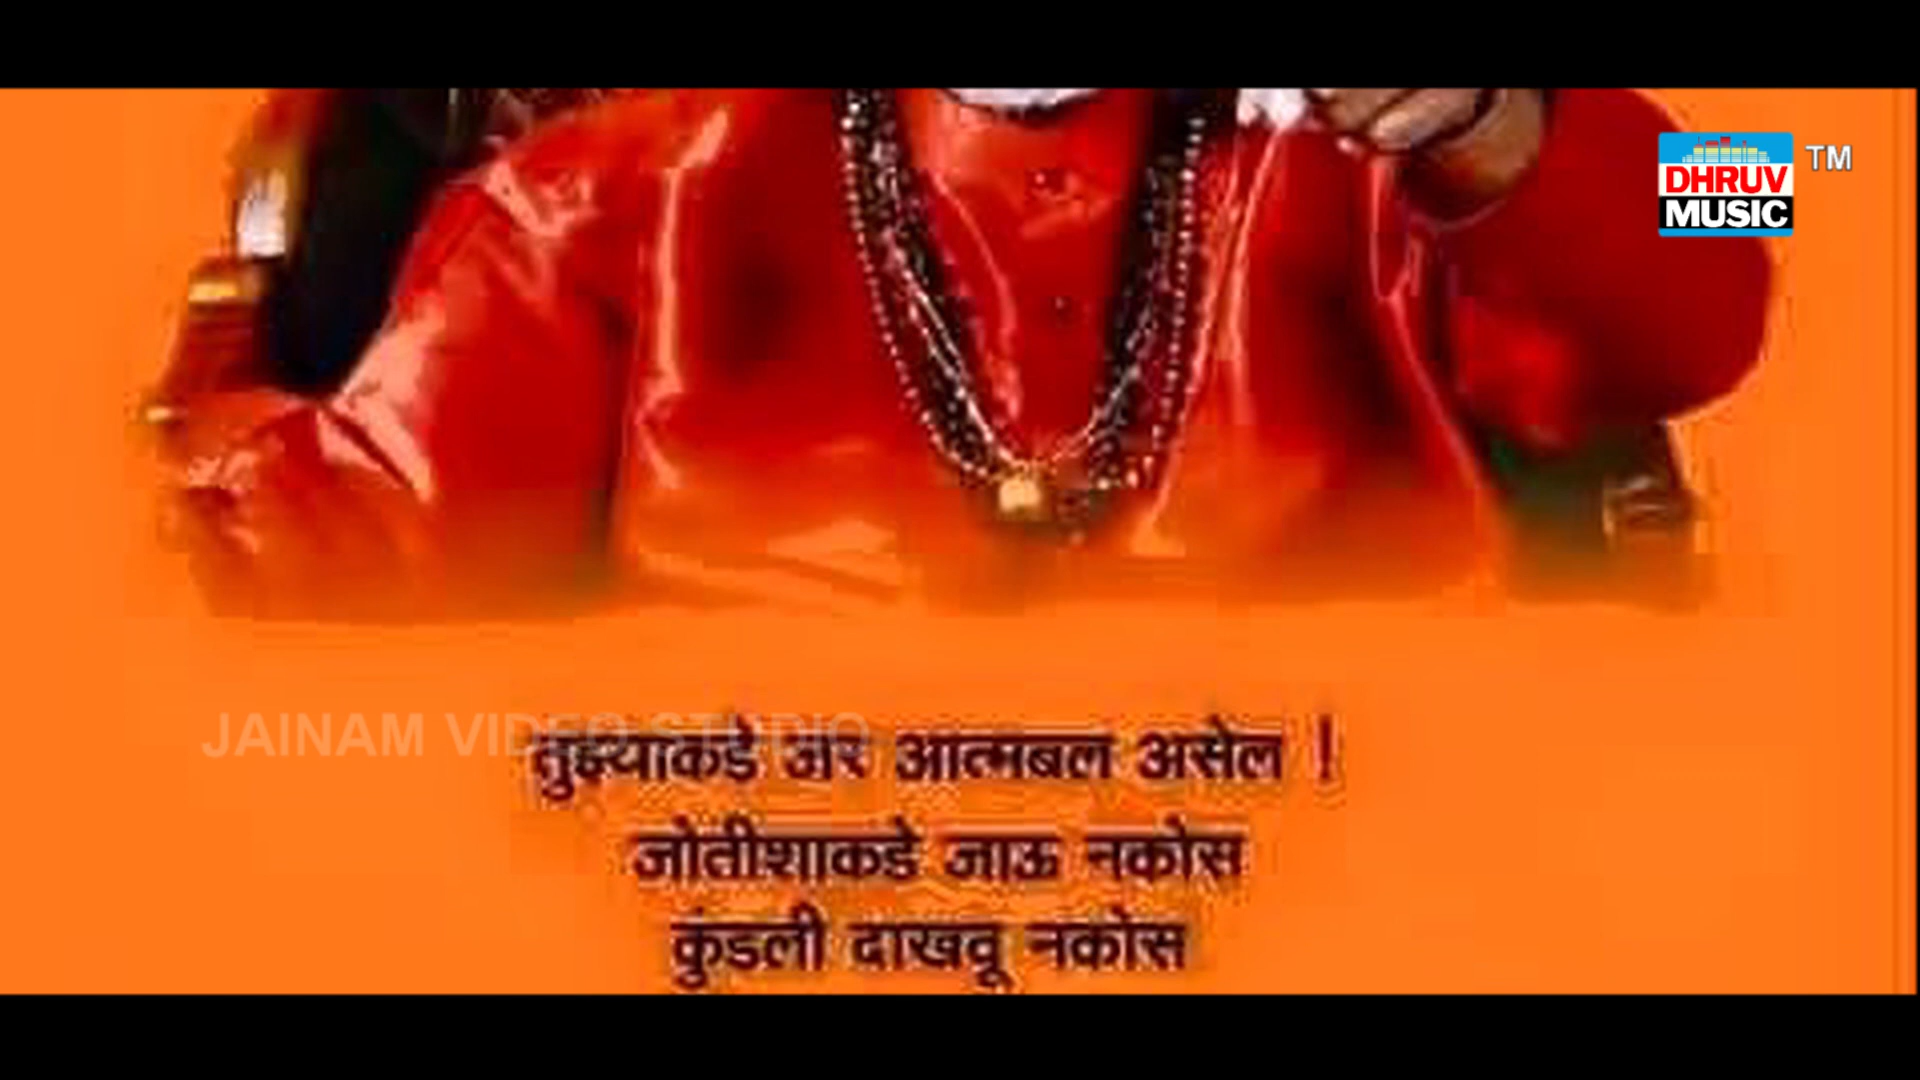 DHRUV
MUSIC
TM
JAINAM VIDEO STUDIO
तुझ्याकडे जर आत्मबल असेल !
जोतीशाकडे जाऊ नकोस
कुंडली दाखवू नकोस